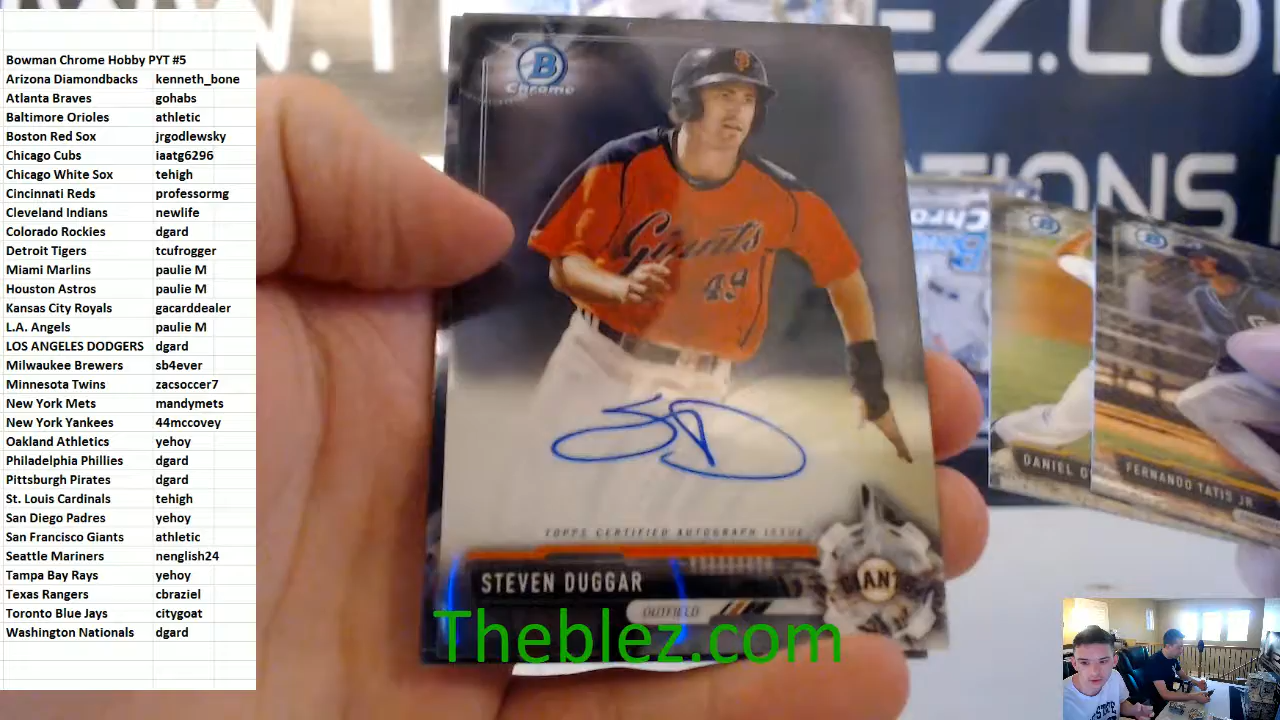 Bowman Chrome Hobby PYT #5
Arizona Diamondbacks kenneth_bone
Atlanta Braves gohabs
Baltimore Orioles athletic
Boston Red Sox jrgodlewsky
Chicago Cubs iaatg6296
Chicago White Sox tehigh
Cincinnati Reds professormg
Cleveland Indians newlife
Colorado Rockies dgard
Detroit Tigers tcufrogger
Miami Marlins paulie M
Houston Astros paulie M
Kansas City Royals gacarddealer
L.A. Angels paulie M
LOS ANGELES DODGERS dgard
Milwaukee Brewers sb4ever
Minnesota Twins zacsoccer7
New York Mets mandymets
New York Yankees 44mccovey
Oakland Athletics yehoy
Philadelphia Phillies dgard
Pittsburgh Pirates dgard
St. Louis Cardinals tehigh
San Diego Padres yehoy
San Francisco Giants athletic
Seattle Mariners nenglish24
Tampa Bay Rays yehoy
Texas Rangers cbraziel
Toronto Blue Jays citygoat
Washington Nationals dgard
B
Chrome
Giants
49
SD
TOPPS CERTIFIED AUTOGRAPH ISSUE
STEVEN DUGGAR
OUTFIELD
GIANTS
Theblez.com
DANIEL G
FERNANDO TATIS JR